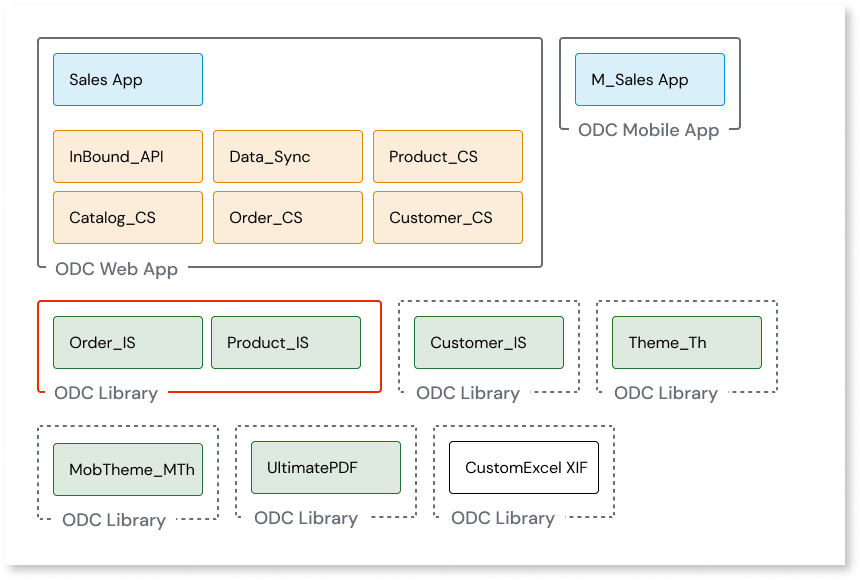 Sales App
M_Sales App
ODC Mobile App
InBound_API
Data_Sync
Product_CS
Catalog_CS
Order_CS
Customer_CS
ODC Web App
Order_IS
Product_IS
Customer_IS
Theme_Th
ODC Library
ODC Library
ODC Library
MobTheme_MTh
UltimatePDF
CustomExcel XIF
ODC Library
ODC Library
ODC Library